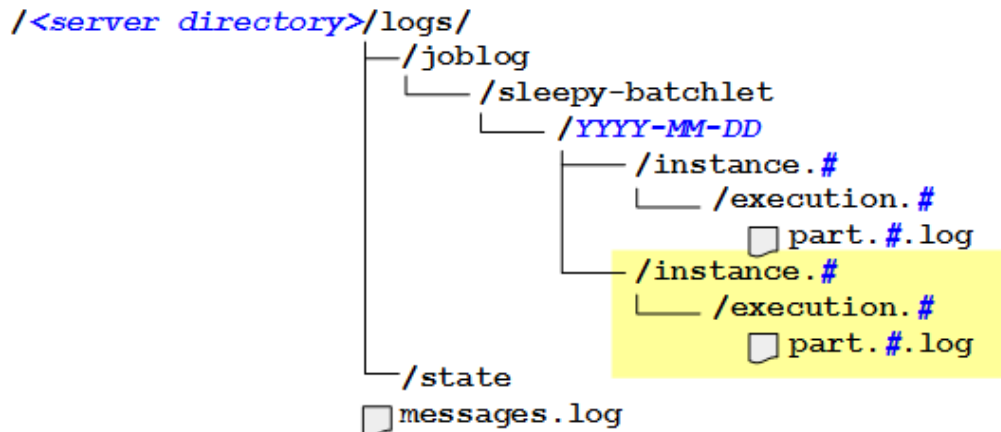 /<server directory>/logs/
/joblog
/sleepy-batchlet
/YYYY-MM-DD
/instance.#
/execution.#
part.#.log
/instance.#
/execution.#
part.#.log
/state
messages.log